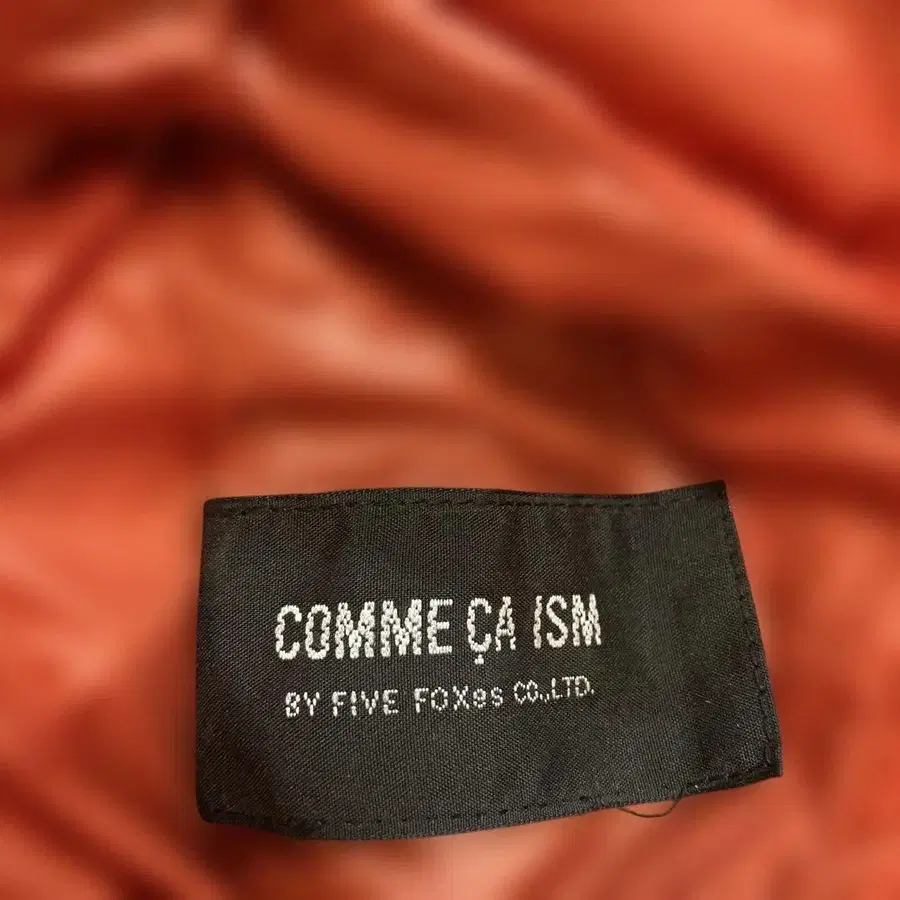 COMME ÇA ISM
BY FIVE FOXes CO.,LTD.